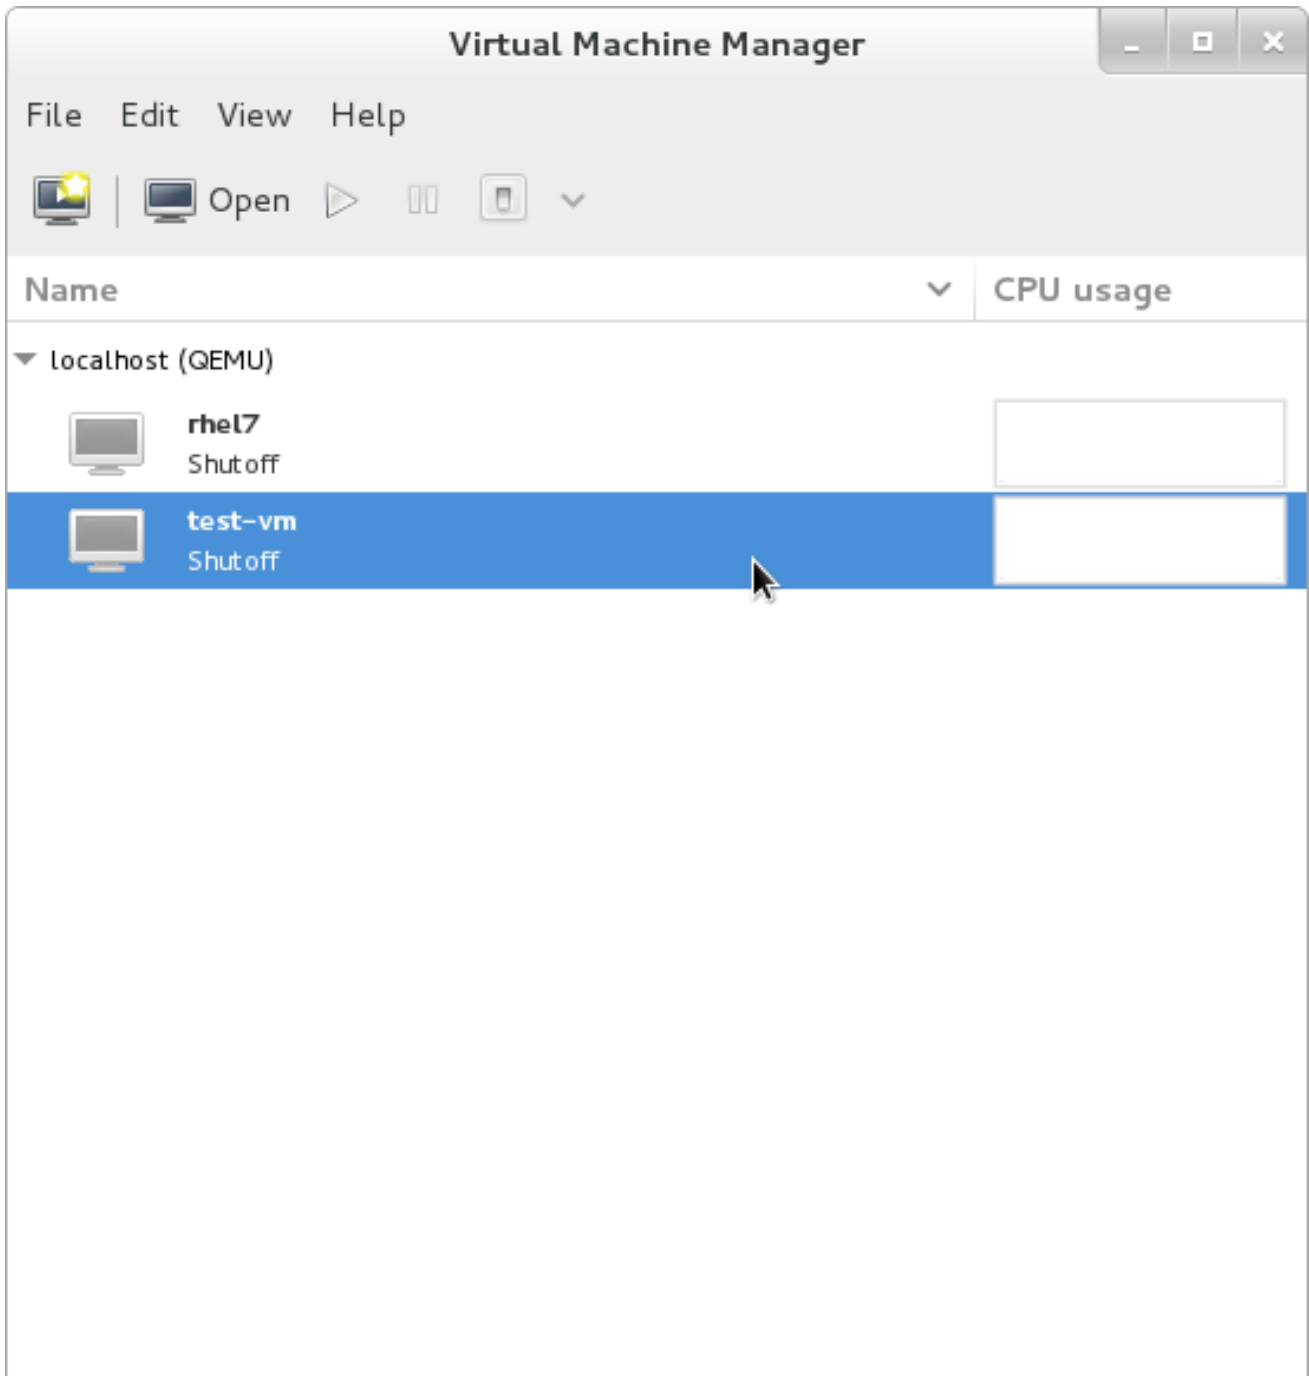 Virtual Machine Manager
File Edit View Help
Open
Name CPU usage
localhost (QEMU)
rhel7
Shutoff
test-vm
Shutoff